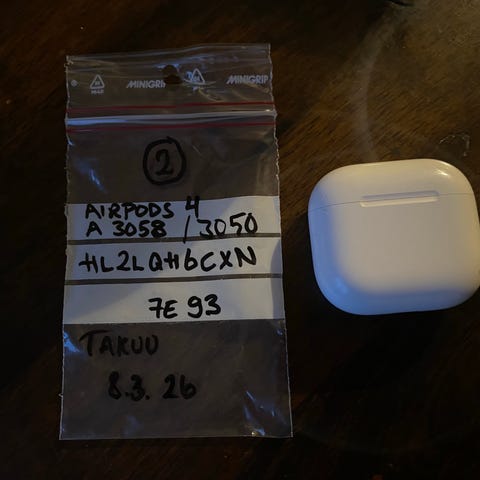 MINIGRIP MINIGRIP
2
AIRPODS 4
A 3058 / 3050
HL2LQH6CXN
7E 93
TAKUU
8.3. 26